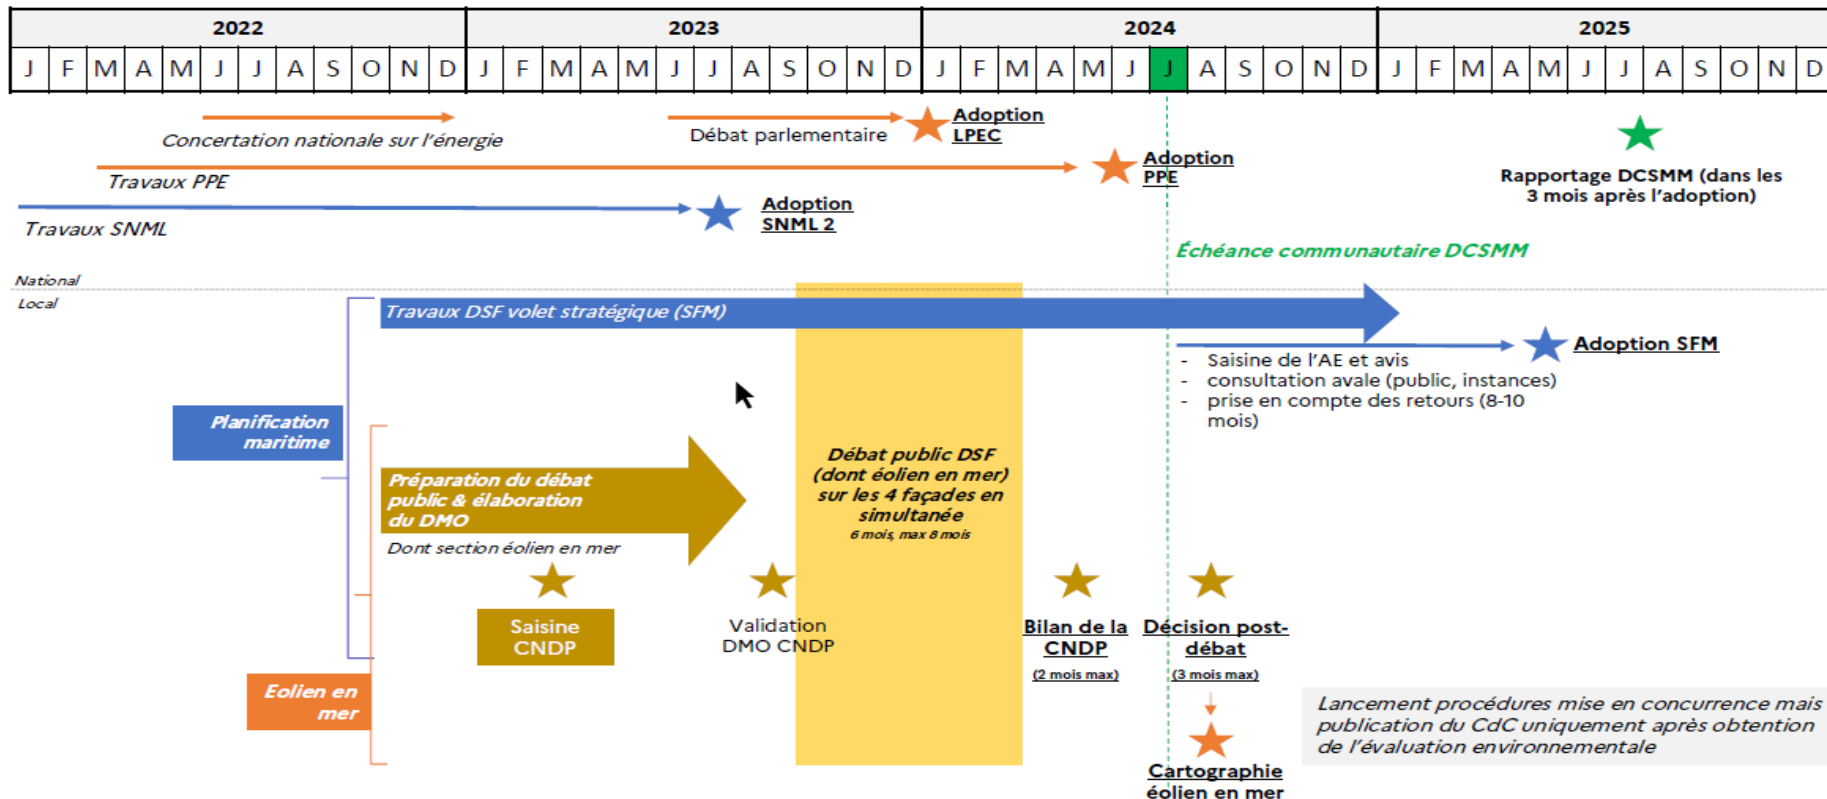 2022 2023 2024 2025
J F M A M J J A S O N D J F M A M J J A S O N D J F M A M J J A S O N D J F M A M J J A S O N D
Concertation nationale sur l'énergie
Débat parlementaire
Adoption
LPEC
Travaux PPE
Adoption
PPE
Travaux SNML
Adoption
SNML 2
Rapportage DCSMM (dans les
3 mois après l'adoption)
Échéance communautaire DCSMM
National
Local
Travaux DSF volet stratégique (SFM)
Adoption SFM
- Saisine de l'AE et avis
- consultation avale (public, instances)
- prise en compte des retours (8-10
mois)
Planification
maritime
Préparation du débat
public & élaboration
du DMO
Dont section éolien en mer
Débat public DSF
(dont éolien en mer)
sur les 4 façades en
simultanée
6 mois, max 8 mois
Saisine
CNDP
Validation
DMO CNDP
Bilan de la
CNDP
(2 mois max)
Décision post-
débat
(3 mois max)
Eolien en
mer
Cartographie
éolien en mer
Lancement procédures mise en concurrence mais
publication du CdC uniquement après obtention
de l'évaluation environnementale